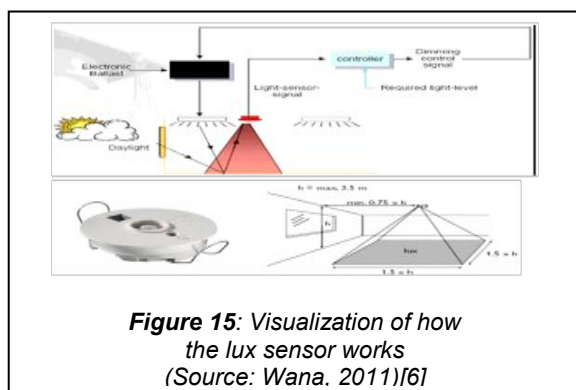 Electronic
Ballast
controller
Dimming
control
signal
Light-sensor-
signal
Required light-level
Daylight
h = max. 3.5 m
min. 0.75 x h
h
lux
1.5 x h
1.5 x h
Figure 15: Visualization of how
the lux sensor works
(Source: Wana, 2011)[6]